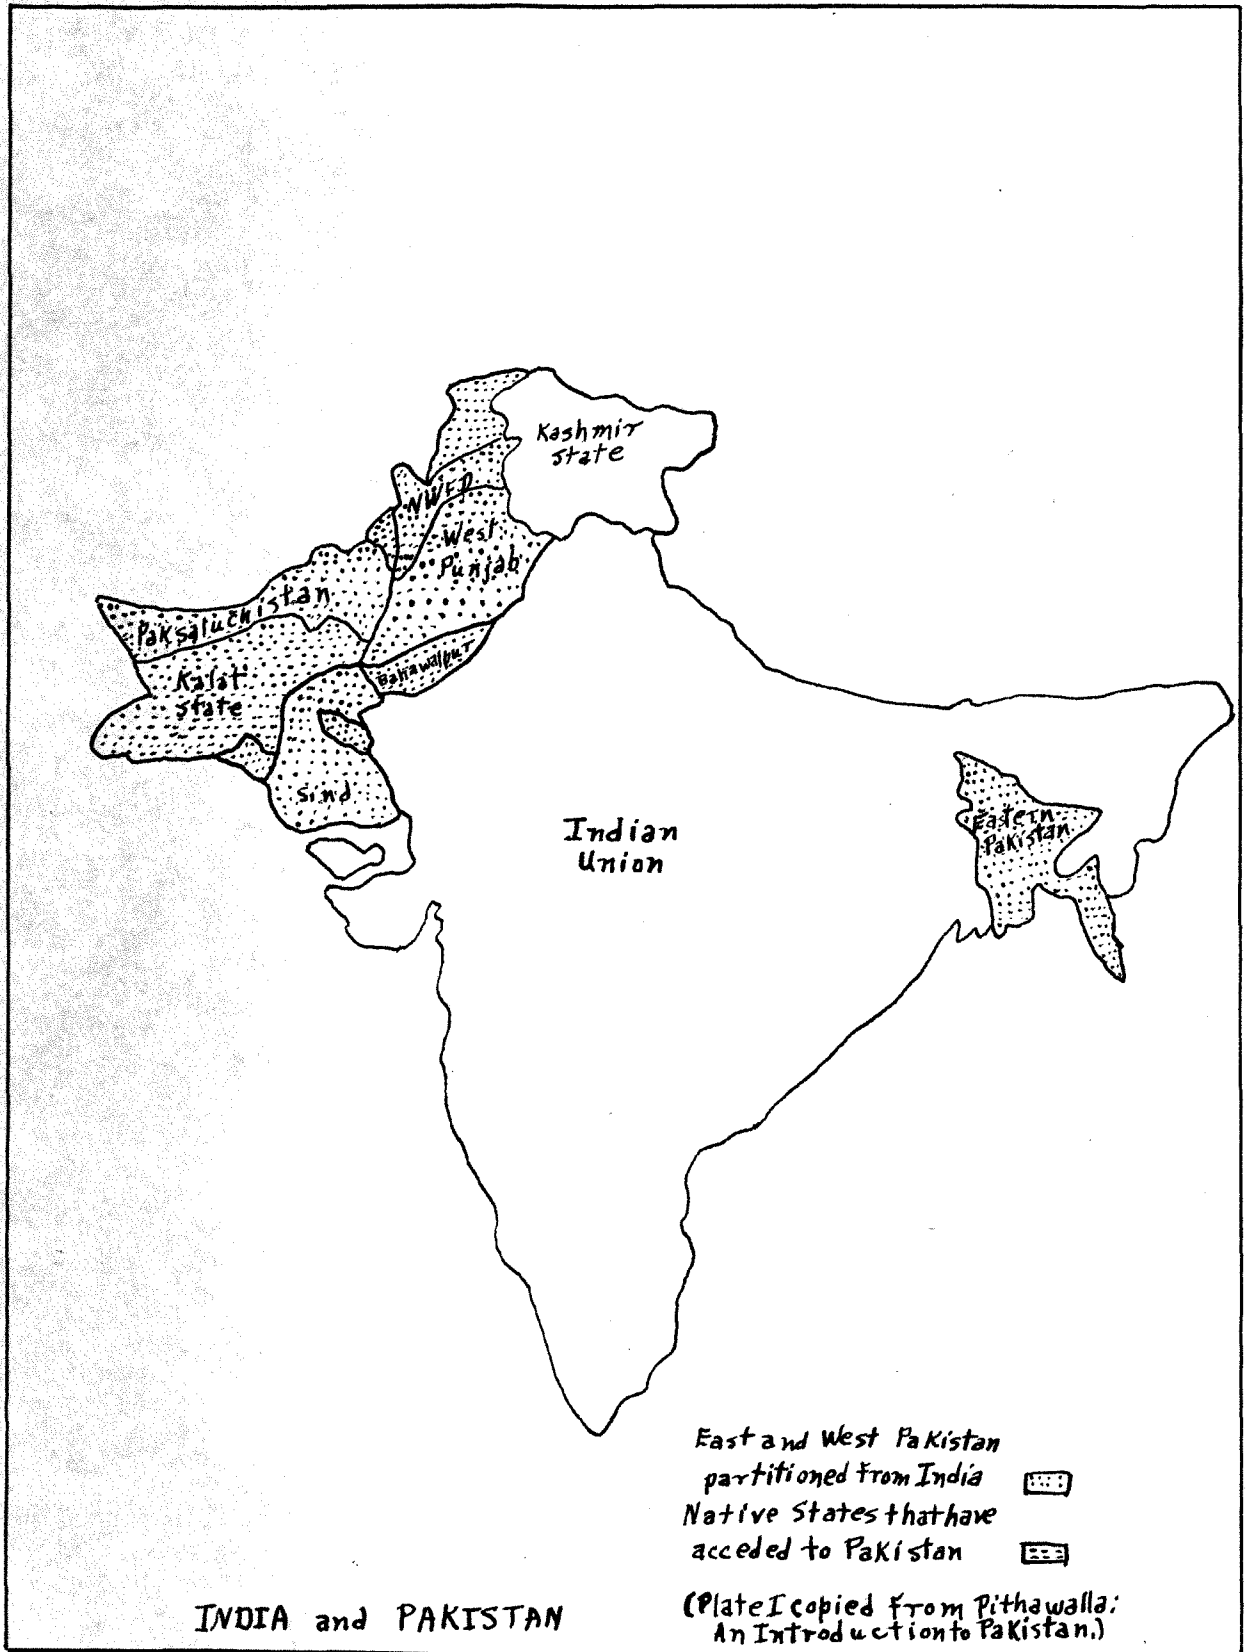 Kashmir
State
NWFP
West
Punjab
Paksaluchistan
Kalat
State
Bahawalpur
Sind
Indian
Union
Eastern
Pakistan
East and West Pakistan
partitioned from India
Native States that have
acceded to Pakistan
(Plate I copied from Pithawalla:
An Introduction to Pakistan.)
INDIA and PAKISTAN